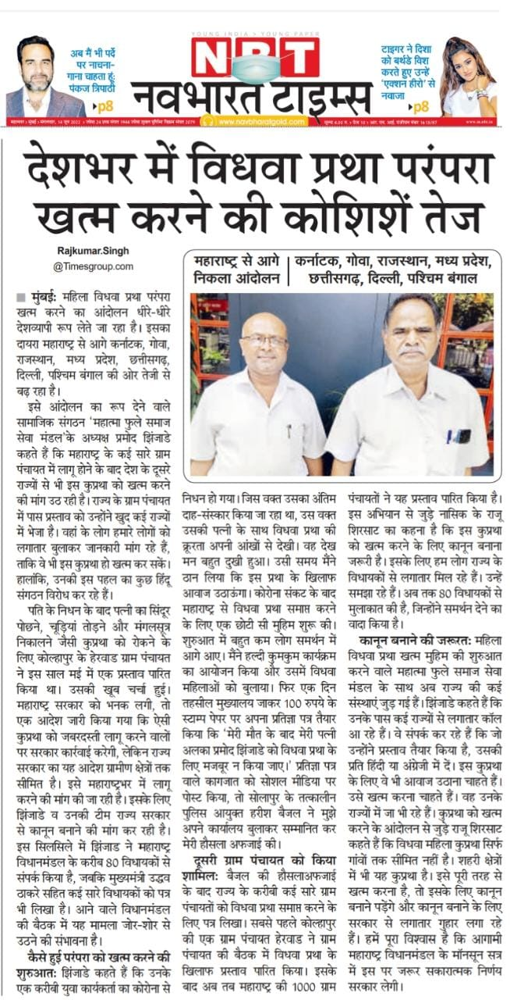 YOUNG INDIA > YOUNG PAPER
NBT
नवभारत टाइम्स
अब मैं भी पर्दे
पर नाचना-
गाना चाहता हूं:
पंकज त्रिपाठी
p8
टाइगर ने दिशा
को बर्थडे विश
करते हुए उन्हें
'एक्शन हीरो' से
नवाजा
p8
www.navbharatgold.com
देशभर में विधवा प्रथा परंपरा
खत्म करने की कोशिशें तेज
Rajkumar.Singh
@Timesgroup.com
महाराष्ट्र से आगे
निकला आंदोलन
कर्नाटक, गोवा, राजस्थान, मध्य प्रदेश,
छत्तीसगढ़, दिल्ली, पश्चिम बंगाल
मुंबई: महिला विधवा प्रथा परंपरा
खत्म करने का आंदोलन धीरे-धीरे
देशव्यापी रूप लेते जा रहा है। इसका
दायरा महाराष्ट्र से आगे कर्नाटक, गोवा,
राजस्थान, मध्य प्रदेश, छत्तीसगढ़,
दिल्ली, पश्चिम बंगाल की ओर तेजी से
बढ़ रहा है।
इसे आंदोलन का रूप देने वाले
सामाजिक संगठन 'महात्मा फुले समाज
सेवा मंडल'के अध्यक्ष प्रमोद झिंजाडे
कहते हैं कि महाराष्ट्र के कई सारे ग्राम
पंचायत में लागू होने के बाद देश के दूसरे
राज्यों से भी इस कुप्रथा को खत्म करने
की मांग उठ रही है। राज्य के ग्राम पंचायत
में पास प्रस्ताव को उन्होंने खुद कई राज्यों
में भेजा है। वहां के लोग हमारे लोगों को
लगातार बुलाकर जानकारी मांग रहे हैं,
ताकि वे भी इस कुप्रथा हो खत्म कर सकें।
हालांकि, उनकी इस पहल का कुछ हिंदू
संगठन विरोध कर रहे हैं।
पति के निधन के बाद पत्नी का सिंदूर
पोछने, चूड़ियां तोड़ने और मंगलसूत्र
निकालने जैसी कुप्रथा को रोकने के
लिए कोल्हापुर के हेरवाड ग्राम पंचायत
ने इस साल मई में एक प्रस्ताव पारित
किया था। उसकी खूब चर्चा हुई।
महाराष्ट्र सरकार को भनक लगी, तो
एक आदेश जारी किया गया कि ऐसी
कुप्रथा को जबरदस्ती लागू करने वालों
पर सरकार कार्रवाई करेगी, लेकिन राज्य
सरकार का यह आदेश ग्रामीण क्षेत्रों तक
सीमित है। इसे महाराष्ट्रभर में लागू
करने की मांग की जा रही है। इसके लिए
झिंजाडे व उनकी टीम राज्य सरकार
से कानून बनाने की मांग कर रही है।
इस सिलसिले में झिंजाड ने महाराष्ट्र
विधानमंडल के करीब 80 विधायकों से
संपर्क किया है, जबकि मुख्यमंत्री उद्धव
ठाकरे सहित कई सारे विधायकों को पत्र
भी लिखा है। आने वाले विधानमंडल
की बैठक में यह मामला जोर-शोर से
उठने की संभावना है।
कैसे हुई परंपरा को खत्म करने की
शुरुआत: झिंजाडे कहते हैं कि उनके
एक करीबी युवा कार्यकर्ता का कोरोना से
निधन हो गया। जिस वक्त उसका अंतिम
दाह-संस्कार किया जा रहा था, उस वक्त
उसकी पत्नी के साथ विधवा प्रथा की
क्रूरता अपनी आंखों से देखी। वह देख
मन बहुत दुखी हुआ। उसी समय मैंने
ठान लिया कि इस प्रथा के खिलाफ
आवाज उठाऊंगा। कोरोना संकट के बाद
महाराष्ट्र से विधवा प्रथा समाप्त करने
के लिए एक छोटी सी मुहिम शुरू की।
शुरुआत में बहुत कम लोग समर्थन में
आगे आए। मैंने हल्दी कुमकुम कार्यक्रम
का आयोजन किया और उसमें विधवा
महिलाओं को बुलाया। फिर एक दिन
तहसील मुख्यालय जाकर 100 रुपये के
स्टाम्प पेपर पर अपना प्रतिज्ञा पत्र तैयार
किया कि 'मेरी मौत के बाद मेरी पत्नी
अलका प्रमोद झिंजाडे को विधवा प्रथा के
लिए मजबूर न किया जाए।' प्रतिज्ञा पत्र
वाले कागजात को सोशल मीडिया पर
पोस्ट किया, तो सोलापुर के तत्कालीन
पुलिस आयुक्त हरीश बैजल ने मुझे
अपने कार्यालय बुलाकर सम्मानित कर
मेरी हौसला अफजाई की।
दूसरी ग्राम पंचायत को किया
शामिल: बैजल की हौसलाअफजाई
के बाद राज्य के करीबी कई सारे ग्राम
पंचायतों को विधवा प्रथा समाप्त करने के
लिए पत्र लिखा। सबसे पहले कोल्हापुर
की एक ग्राम पंचायत हेरवाड ने ग्राम
पंचायत की बैठक में विधवा प्रथा के
खिलाफ प्रस्ताव पारित किया। इसके
बाद अब तब महाराष्ट्र की 1000 ग्राम
पंचायतों ने यह प्रस्ताव पारित किया है।
इस अभियान से जुड़े नासिक के राजू
शिरसाट का कहना है कि इस कुप्रथा
को खत्म करने के लिए कानून बनाना
जरूरी है। इसके लिए हम लोग राज्य के
विधायकों से लगातार मिल रहे हैं। उन्हें
समझा रहे हैं। अब तक 80 विधायकों से
मुलाकात की है, जिन्होंने समर्थन देने का
वादा किया है।
कानून बनाने की जरूरत: महिला
विधवा प्रथा खत्म मुहिम की शुरुआत
करने वाले महात्मा फुले समाज सेवा
मंडल के साथ अब राज्य की कई
संस्थाएं जुड़ गई हैं। झिंजाडे कहते हैं कि
उनके पास कई राज्यों से लगातार कॉल
आ रहे हैं। वे संपर्क कर रहे हैं कि जो
उन्होंने प्रस्ताव तैयार किया है, उसकी
प्रति हिंदी या अंग्रेजी में दें। इस कुप्रथा
के लिए वे भी आवाज उठाना चाहते हैं।
उसे खत्म करना चाहते हैं। वह उनके
राज्यों में जा भी रहे हैं। कुप्रथा को खत्म
करने के आंदोलन से जुड़े राजू शिरसाट
कहते हैं कि विधवा महिला कुप्रथा सिर्फ
गांवों तक सीमित नहीं है। शहरी क्षेत्रों
में भी यह कुप्रथा है। इसे पूरी तरह से
खत्म करना है, तो इसके लिए कानून
बनाने पड़ेंगे और कानून बनाने के लिए
सरकार से लगातार गुहार लगा रहे
हैं। हमें पूरा विश्वास है कि आगामी
महाराष्ट्र विधानमंडल के मॉनसून सत्र
में इस पर जरूर सकारात्मक निर्णय
सरकार लेगी।